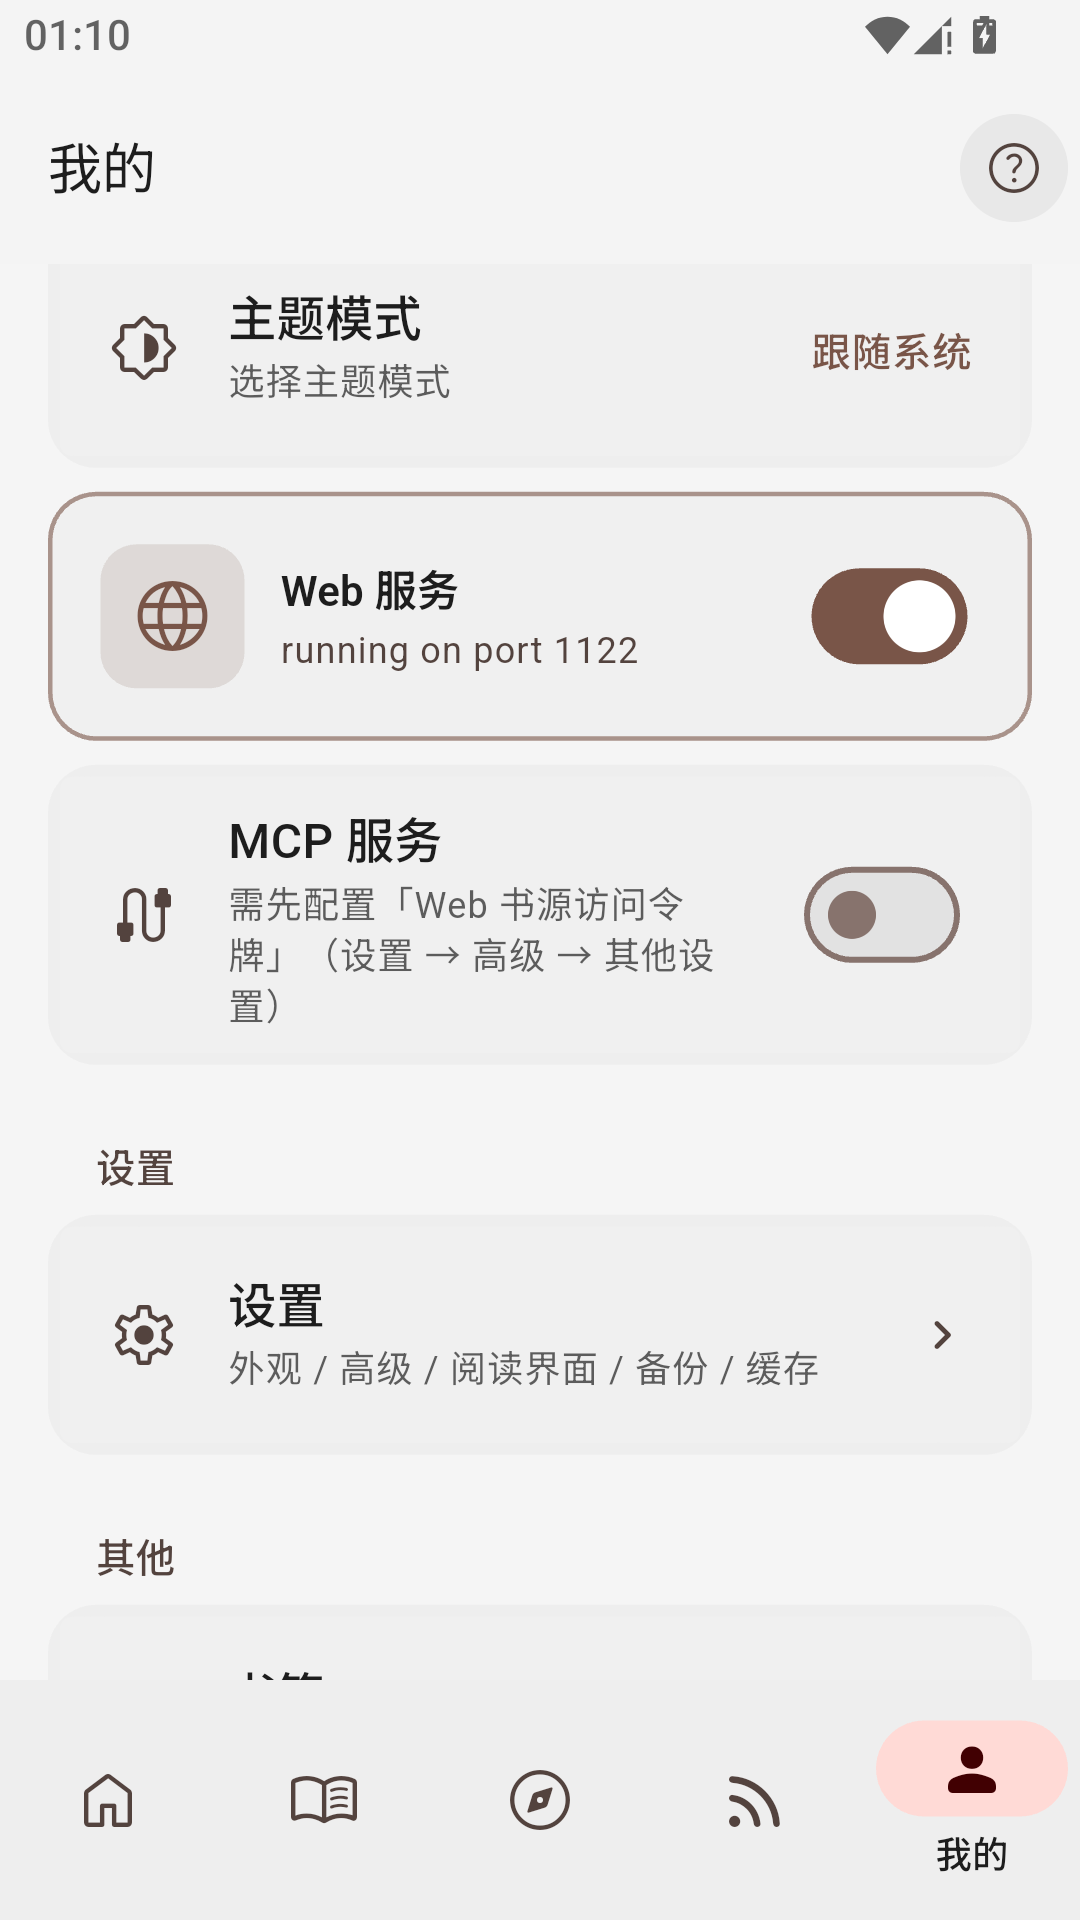 01:10
我的
主题模式
选择主题模式
跟随系统
Web 服务
running on port 1122
MCP 服务
需先配置「Web 书源访问令
牌」（设置 → 高级 → 其他设
置）
设置
设置
外观 / 高级 / 阅读界面 / 备份 / 缓存
其他
我的